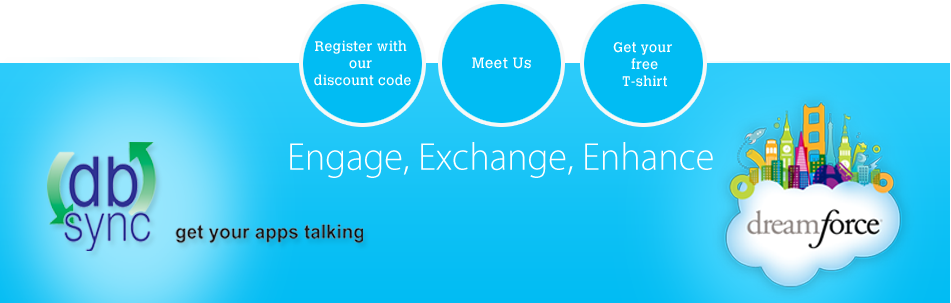 Register with
our
discount code
Meet Us
Get your
free
T-shirt
Engage, Exchange, Enhance
db
sync
get your apps talking
dreamforce